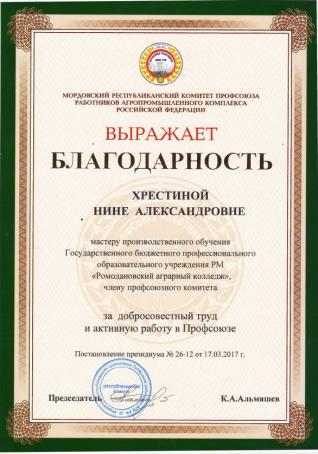 МОРДОВСКИЙ РЕСПУБЛИКАНСКИЙ КОМИТЕТ ПРОФСОЮЗА
РАБОТНИКОВ АГРОПРОМЫШЛЕННОГО КОМПЛЕКСА
РОССИЙСКОЙ ФЕДЕРАЦИИ
ВЫРАЖАЕТ
БЛАГОДАРНОСТЬ
ХРЕСТИНОЙ
НИНЕ АЛЕКСАНДРОВНЕ
мастеру производственного обучения
Государственного бюджетного профессионального
образовательного учреждения РМ
«Ромодановский аграрный колледж»,
члену профсоюзного комитета
за добросовестный труд
и активную работу в Профсоюзе
Постановление президиума № 26-12 от 17.03.2017 г.
республиканский
комитет
Председатель
К.А.Альмяшев